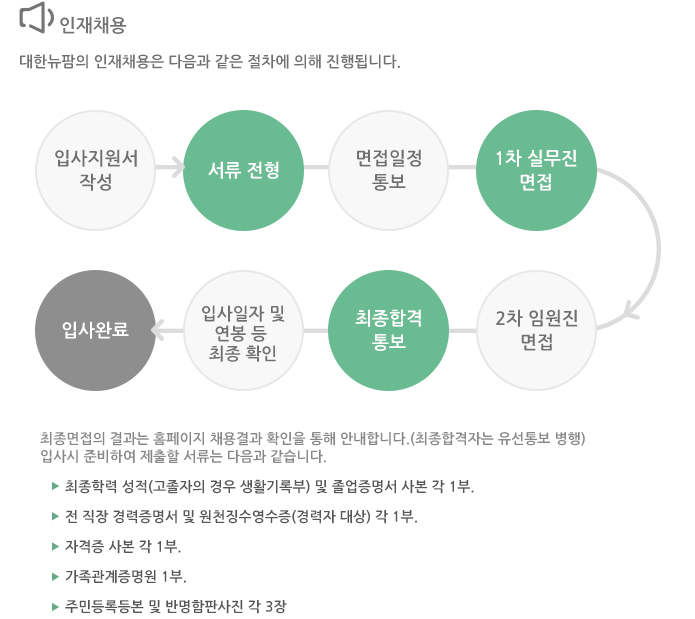 인재채용
대한뉴팜의 인재채용은 다음과 같은 절차에 의해 진행됩니다.
입사지원서
작성
서류 전형
면접일정
통보
1차 실무진
면접
2차 임원진
면접
최종합격
통보
입사일자 및
연봉 등
최종 확인
입사완료
최종면접의 결과는 홈페이지 채용결과 확인을 통해 안내합니다.(최종합격자는 유선통보 병행)
입사시 준비하여 제출할 서류는 다음과 같습니다.
최종학력 성적(고졸자의 경우 생활기록부) 및 졸업증명서 사본 각 1부.
전 직장 경력증명서 및 원천징수영수증(경력자 대상) 각 1부.
자격증 사본 각 1부.
가족관계증명원 1부.
주민등록등본 및 반명함판사진 각 3장